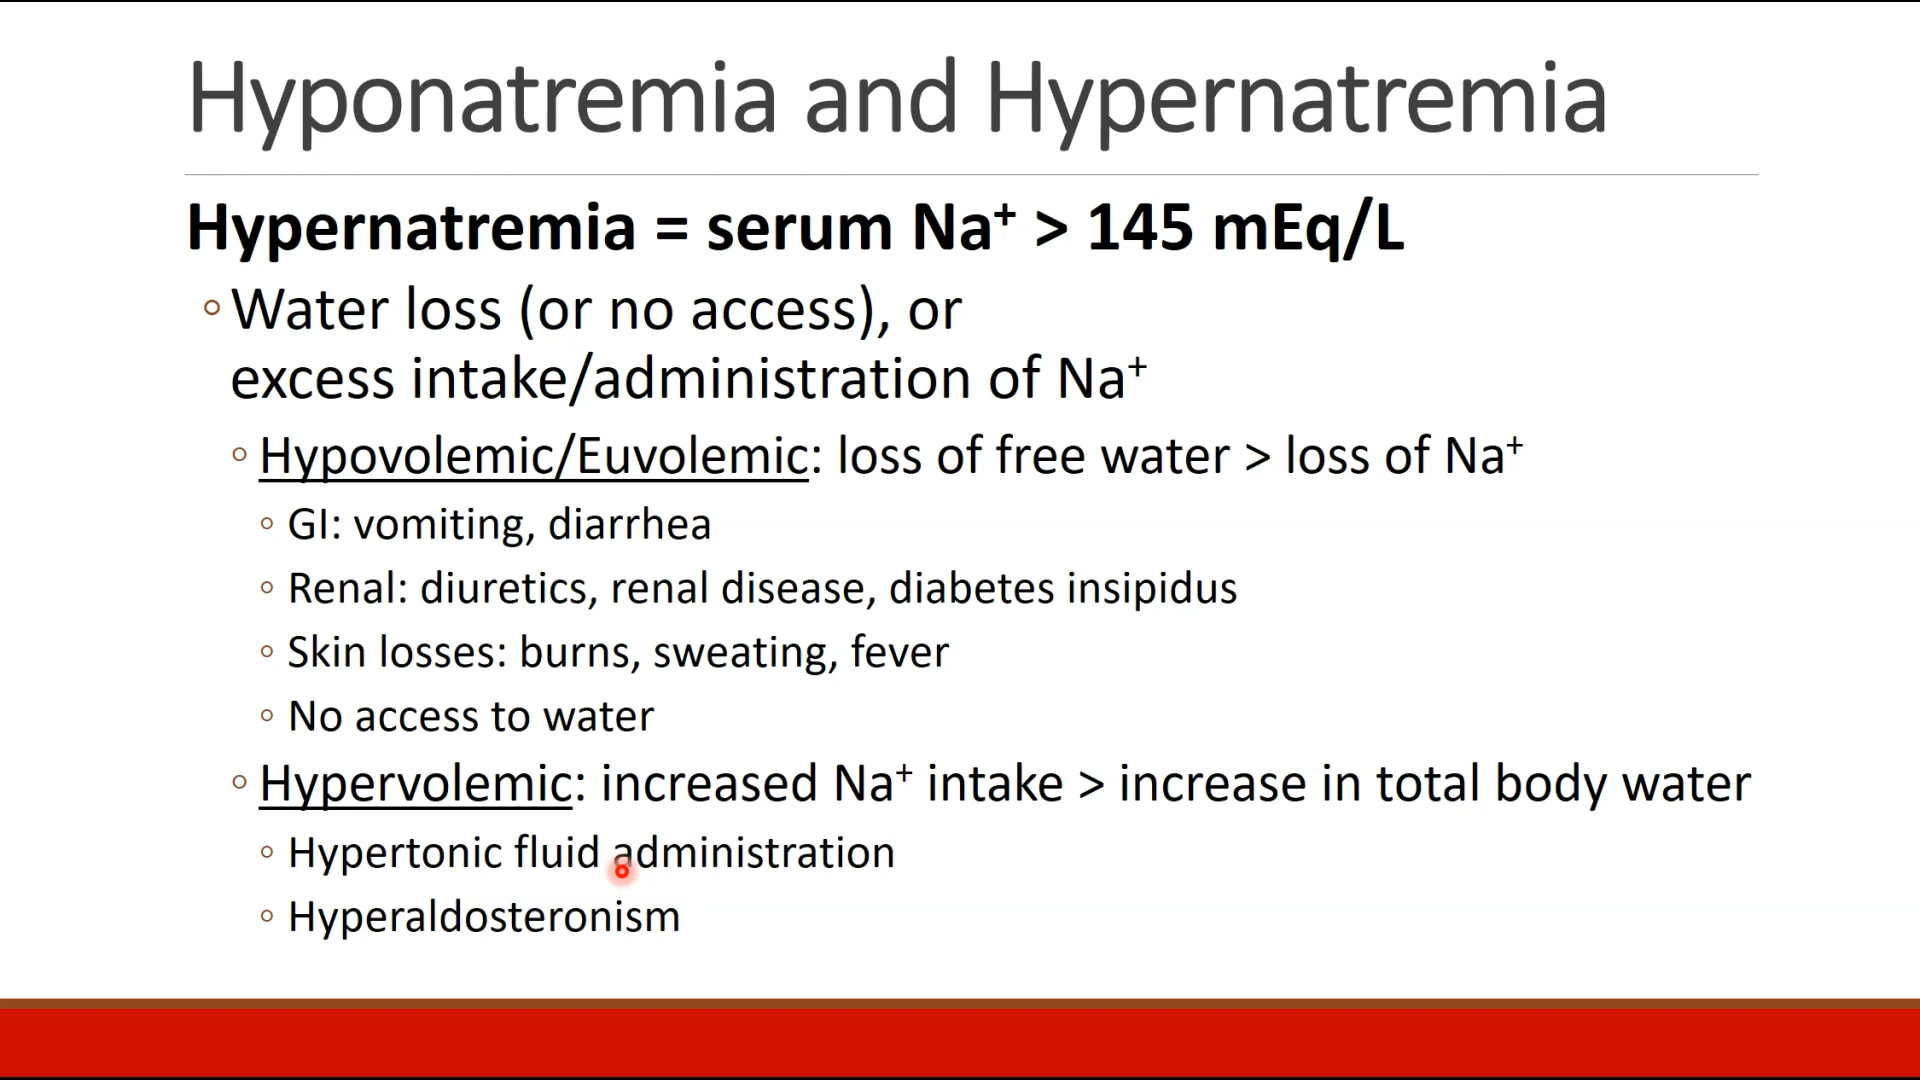 Hyponatremia and Hypernatremia
Hypernatremia = serum Na⁺ > 145 mEq/L
◦ Water loss (or no access), or
excess intake/administration of Na⁺
◦ Hypovolemic/Euvolemic: loss of free water > loss of Na⁺
◦ GI: vomiting, diarrhea
◦ Renal: diuretics, renal disease, diabetes insipidus
◦ Skin losses: burns, sweating, fever
◦ No access to water
◦ Hypervolemic: increased Na⁺ intake > increase in total body water
◦ Hypertonic fluid administration
◦ Hyperaldosteronism